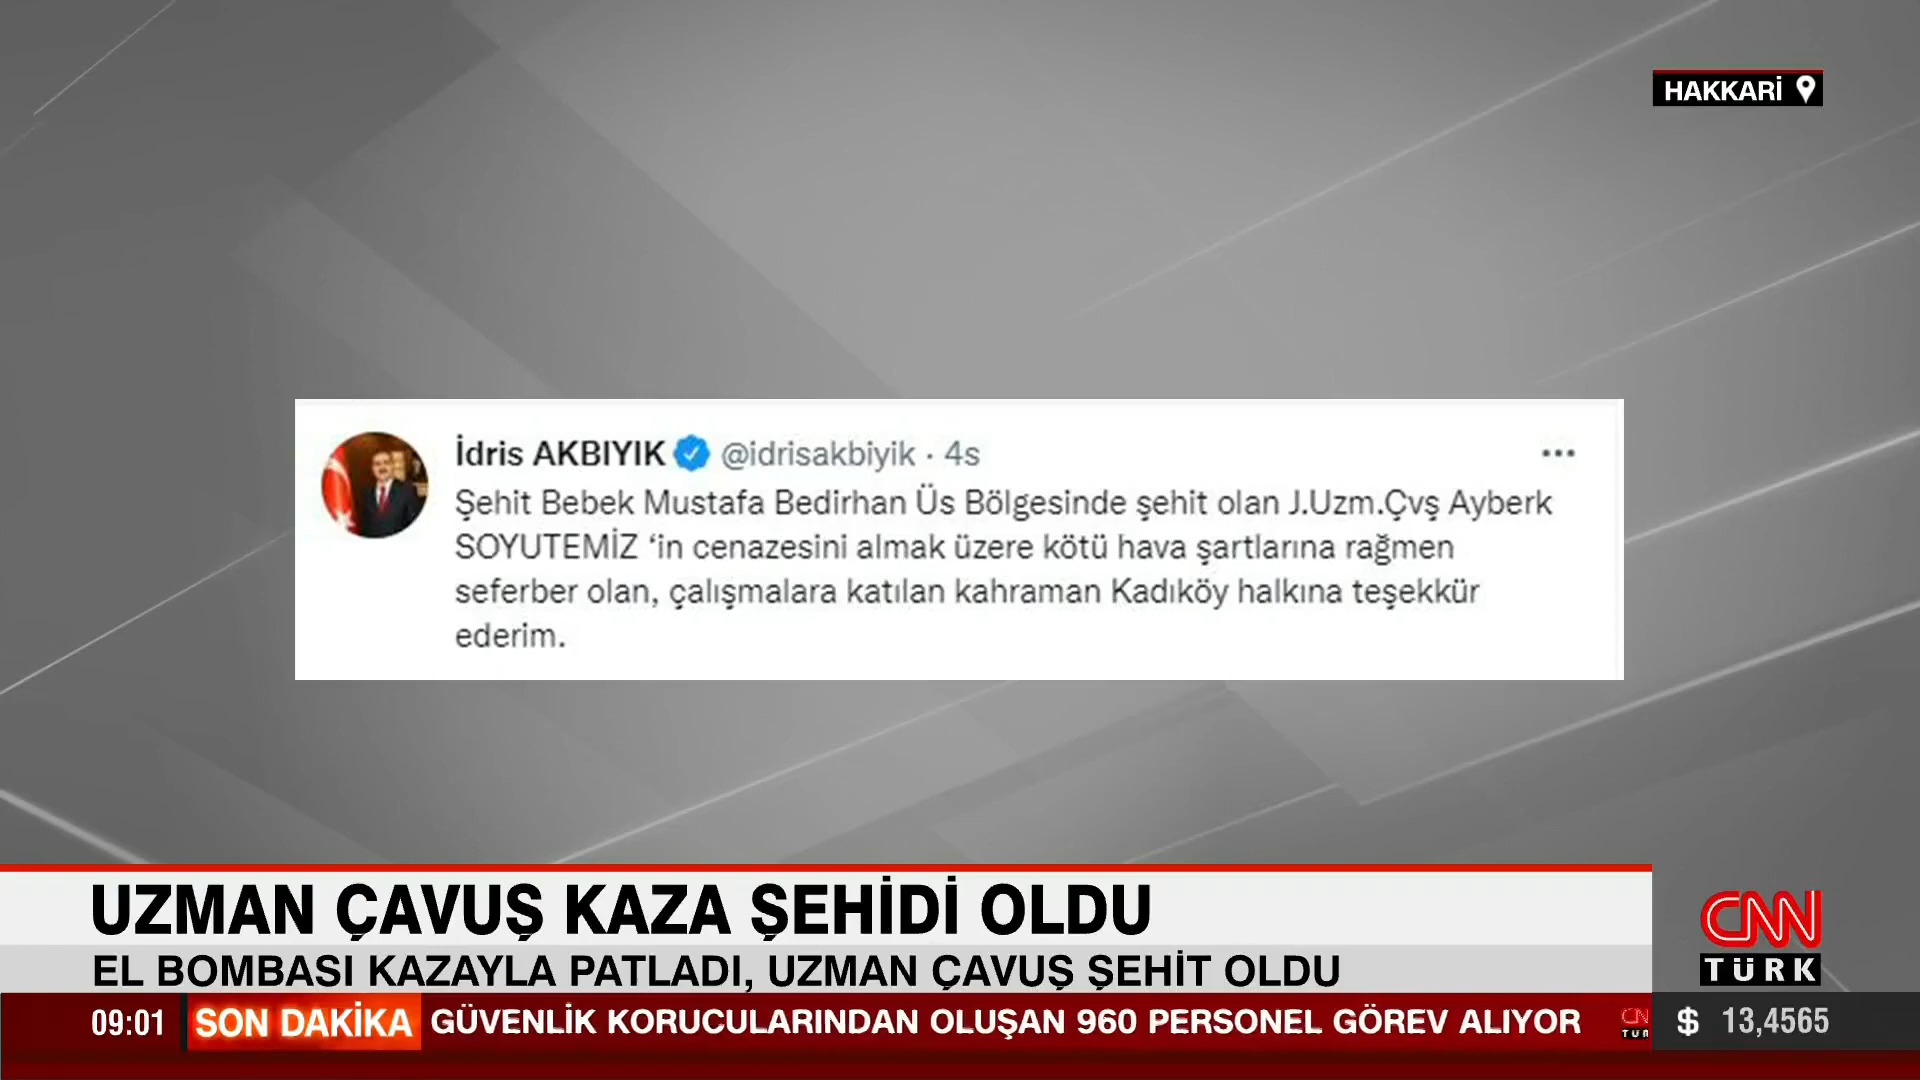 HAKKARİ
İdris AKBIYIK @idrisakbiyik · 4s
Şehit Bebek Mustafa Bedirhan Üs Bölgesinde şehit olan J.Uzm.Çvş Ayberk
SOYUTEMİZ ‘in cenazesini almak üzere kötü hava şartlarına rağmen
seferber olan, çalışmalara katılan kahraman Kadıköy halkına teşekkür
ederim.
UZMAN ÇAVUŞ KAZA ŞEHİDİ OLDU
EL BOMBASI KAZAYLA PATLADI, UZMAN ÇAVUŞ ŞEHİT OLDU
CNN
TÜRK
09:01 SON DAKİKA GÜVENLİK KORUCULARINDAN OLUŞAN 960 PERSONEL GÖREV ALIYOR
$ 13,4565